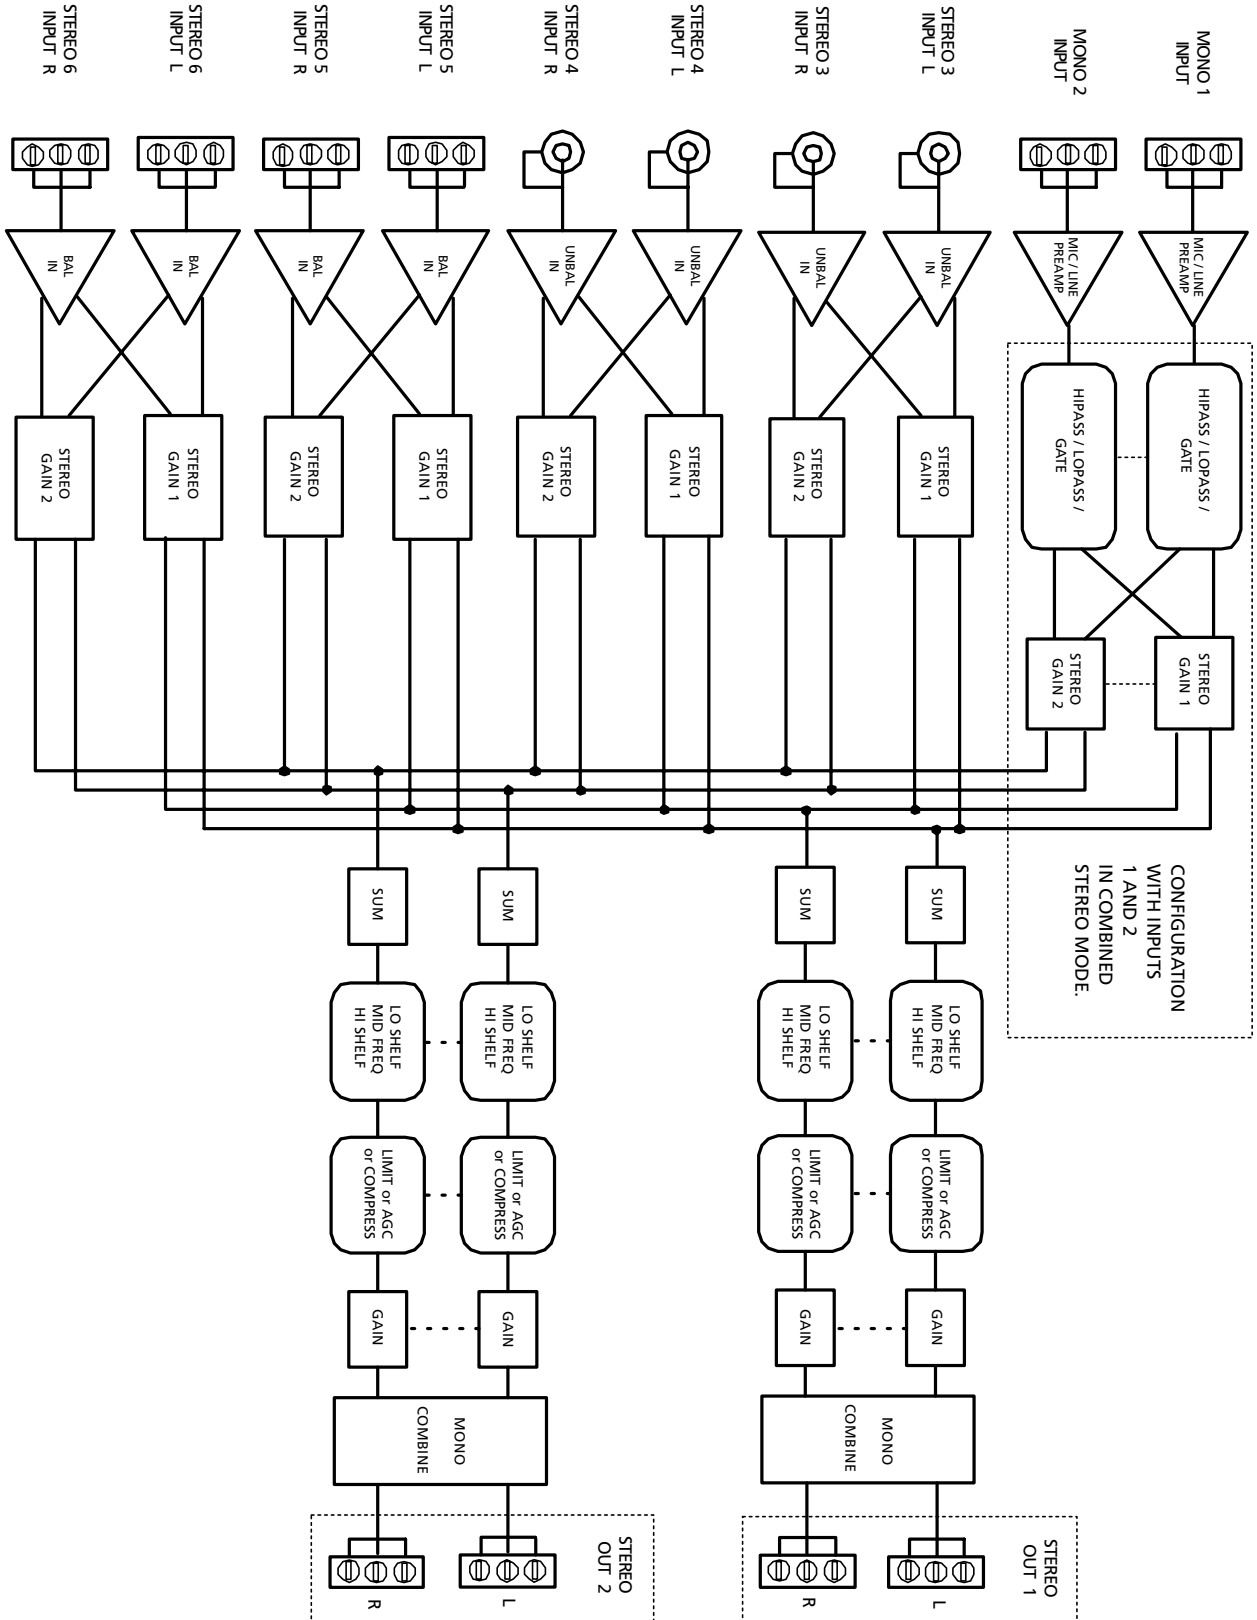 MONO 1
INPUT
MIC / LINE
PREAMP
HIPASS / LOPASS /
GATE
STEREO
GAIN 1
MONO 2
INPUT
MIC / LINE
PREAMP
HIPASS / LOPASS /
GATE
STEREO
GAIN 2
CONFIGURATION
WITH INPUTS
1 AND 2
IN COMBINED
STEREO MODE.
STEREO 3
INPUT L
UNBAL
IN
STEREO
GAIN 1
SUM
LO SHELF
MID FREQ
HI SHELF
LIMIT or AGC
or COMPRESS
GAIN
STEREO
OUT 1
L
STEREO 3
INPUT R
UNBAL
IN
STEREO
GAIN 2
SUM
LO SHELF
MID FREQ
HI SHELF
LIMIT or AGC
or COMPRESS
GAIN
MONO
COMBINE
R
STEREO 4
INPUT L
UNBAL
IN
STEREO
GAIN 1
STEREO 4
INPUT R
UNBAL
IN
STEREO
GAIN 2
SUM
LO SHELF
MID FREQ
HI SHELF
LIMIT or AGC
or COMPRESS
GAIN
STEREO
OUT 2
L
STEREO 5
INPUT L
BAL
IN
STEREO
GAIN 1
SUM
LO SHELF
MID FREQ
HI SHELF
LIMIT or AGC
or COMPRESS
GAIN
MONO
COMBINE
R
STEREO 5
INPUT R
BAL
IN
STEREO
GAIN 2
STEREO 6
INPUT L
BAL
IN
STEREO
GAIN 1
STEREO 6
INPUT R
BAL
IN
STEREO
GAIN 2